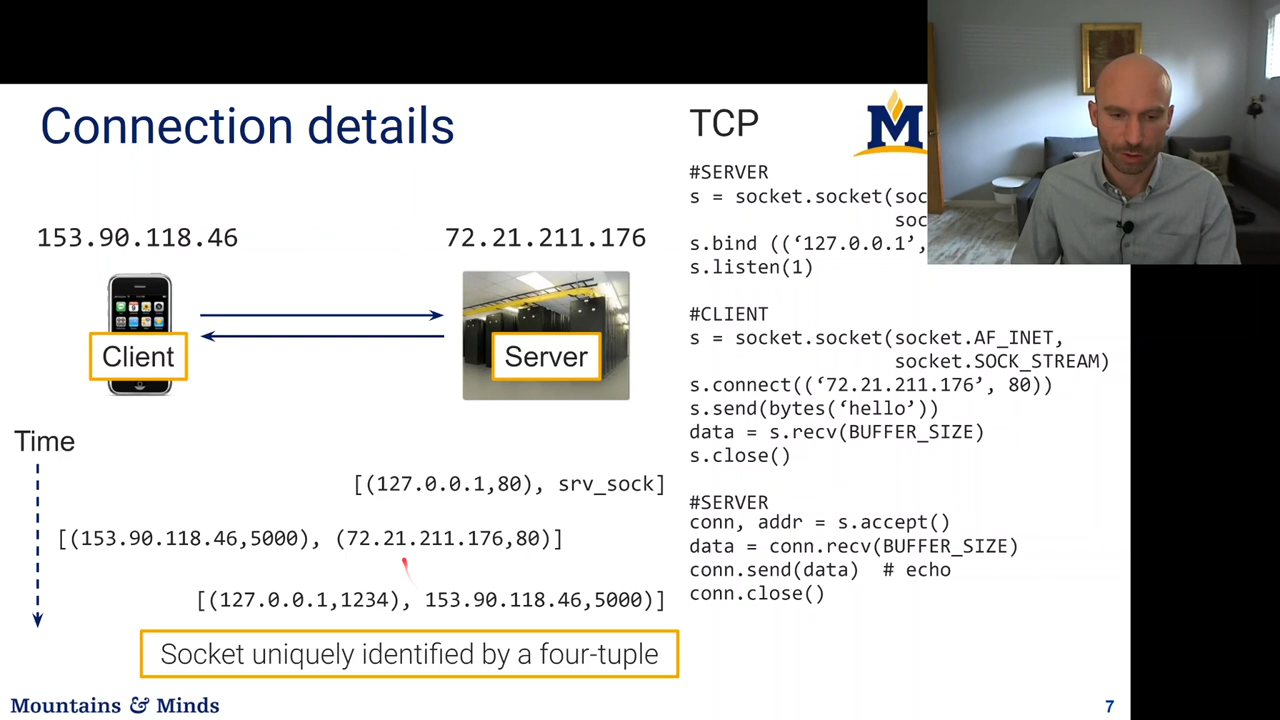 Connection details
153.90.118.46
72.21.211.176
Client
Server
Time
[(127.0.0.1,80), srv_sock]
[(153.90.118.46,5000), (72.21.211.176,80)]
[(127.0.0.1,1234), 153.90.118.46,5000)]
Socket uniquely identified by a four-tuple
TCP
M
#SERVER
s = socket.socket(
s.bind ((‘127.0.0.1’,
s.listen(1)
#CLIENT
s = socket.socket(socket.AF_INET,
socket.SOCK_STREAM)
s.connect((‘72.21.211.176’, 80))
s.send(bytes(‘hello’))
data = s.recv(BUFFER_SIZE)
s.close()
#SERVER
conn, addr = s.accept()
data = conn.recv(BUFFER_SIZE)
conn.send(data) # echo
conn.close()
Mountains & Minds
7